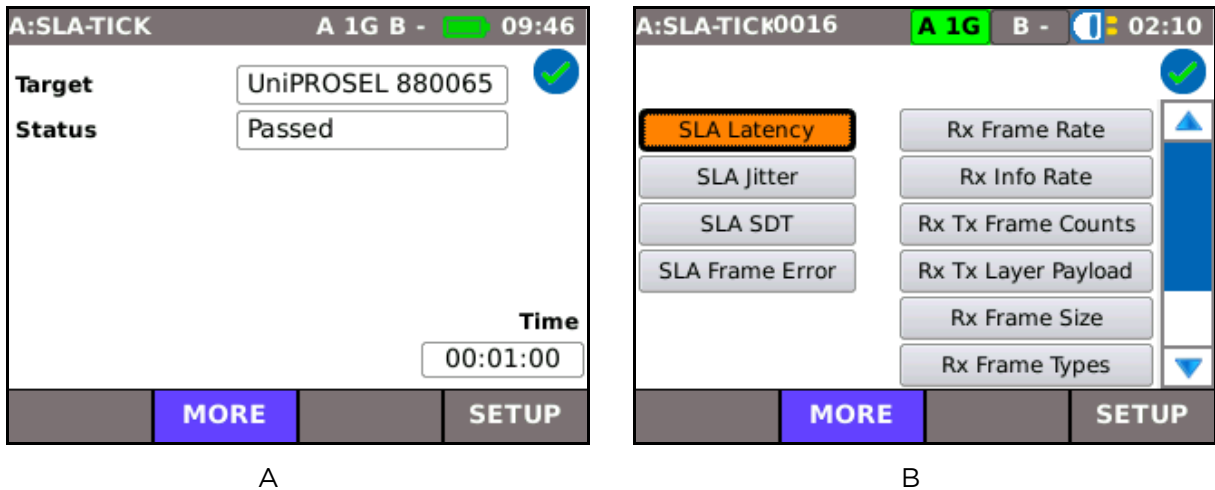 A:SLA-TICK A 1G B - 09:46
Target UniPROSEL 880065
Status Passed
Time
00:01:00
MORE SETUP
A
A:SLA-TICK0016 A 1G B - 02:10
SLA Latency Rx Frame Rate
SLA Jitter Rx Info Rate
SLA SDT Rx Tx Frame Counts
SLA Frame Error Rx Tx Layer Payload
Rx Frame Size
Rx Frame Types
MORE SETUP
B